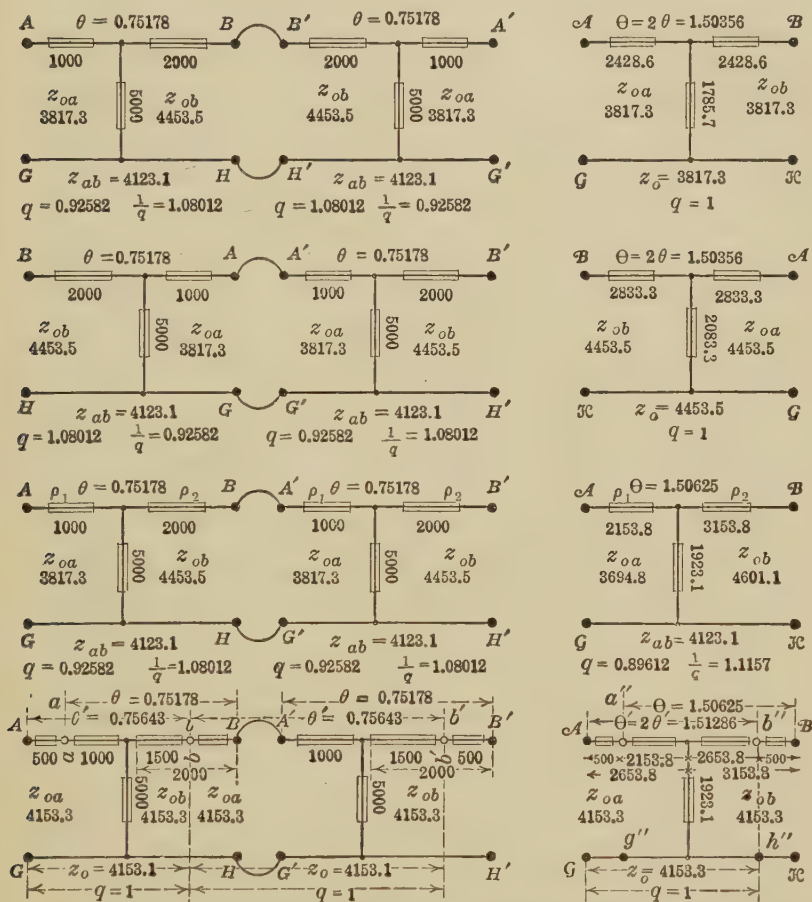 A θ = 0.75178 B B′ θ = 0.75178 A′
1000 2000 2000 1000
5000 5000
z_oa z_ob z_ob z_oa
3817.3 4453.5 4453.5 3817.3
G z_ab = 4123.1 H H′ z_ab = 4123.1 G′
q = 0.92582 1/q = 1.08012 q = 1.08012 1/q = 0.92582
A Θ = 2 θ = 1.50356 B
2428.6 2428.6
1785.7
z_oa z_ob
3817.3 3817.3
G z_o = 3817.3 H
q = 1
B θ = 0.75178 A A′ θ = 0.75178 B′
2000 1000 1000 2000
5000 5000
z_ob z_oa z_oa z_ob
4453.5 3817.3 3817.3 4453.5
H z_ab = 4123.1 G G′ z_ab = 4123.1 H′
q = 1.08012 1/q = 0.92582 q = 0.92582 1/q = 1.08012
B Θ = 2 θ = 1.50356 A
2833.3 2833.3
2083.3
z_ob z_oa
4453.5 4453.5
H z_o = 4453.5 G
q = 1
A ρ₁ θ = 0.75178 ρ₂ B A′ ρ₁ θ = 0.75178 ρ₂ B′
1000 2000 1000 2000
5000 5000
z_oa z_ob z_oa z_ob
3817.3 4453.5 3817.3 4453.5
G z_ab = 4123.1 H G′ z_ab = 4123.1 H′
q = 0.92582 1/q = 1.08012 q = 0.92582 1/q = 1.08012
A ρ₁ Θ = 1.50625 ρ₂ B
2153.8 3153.8
1923.1
z_oa z_ob
3694.8 4601.1
G z_ab = 4123.1 H
q = 0.89612 1/q = 1.1157
a θ = 0.75178 θ = 0.75178
A θ′ = 0.75643 b B A′ θ′ = 0.75643 b′ B′
500 a 1000 1500 500 1000 1500 500
2000 2000
5000 5000
z_oa z_ob z_oa z_ob
4153.3 4153.3 4153.3 4153.3 4153.3
G z_o = 4153.1 H G′ z_o = 4153.1 H′
q = 1 q = 1
a″ Θ = 1.50625
A Θ′ = 2 θ′ = 1.51286 b″ B
500 2153.8 2653.8 500
2653.8 3153.8
1923.1
z_oa z_ob
4153.3 4153.3
g″ h″
G z_o = 4153.3 H
q = 1